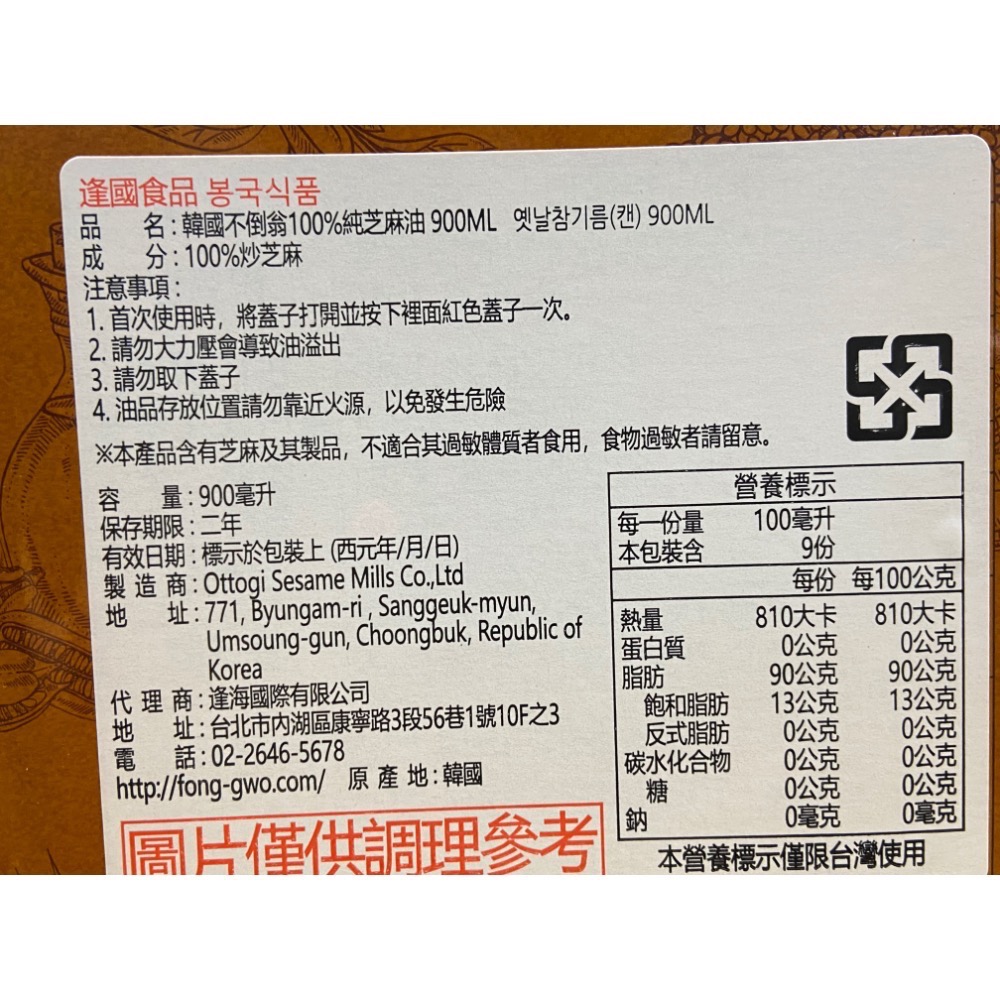 逢國食品 봉국식품
品 名：韓國不倒翁100%純芝麻油 900ML 옛날참기름(캔) 900ML
成 分：100%炒芝麻
注意事項：
1. 首次使用時，將蓋子打開並按下裡面紅色蓋子一次。
2. 請勿大力壓會導致油溢出
3. 請勿取下蓋子
4. 油品存放位置請勿靠近火源，以免發生危險
※本產品含有芝麻及其製品，不適合其過敏體質者食用，食物過敏者請留意。
容 量：900毫升
保存期限：二年
有效日期：標示於包裝上 (西元年/月/日)
製 造 商：Ottogi Sesame Mills Co.,Ltd
地 址：771, Byungam-ri , Sanggeuk-myun,
Umsoung-gun, Choongbuk, Republic of
Korea
代 理 商：逢海國際有限公司
地 址：台北市內湖區康寧路3段56巷1號10F之3
電 話：02-2646-5678
http://fong-gwo.com/ 原 產 地：韓國
圖片僅供調理參考
營養標示
每一份量 100毫升
本包裝含 9份
每份 每100公克
熱量 810大卡 810大卡
蛋白質 0公克 0公克
脂肪 90公克 90公克
飽和脂肪 13公克 13公克
反式脂肪 0公克 0公克
碳水化合物 0公克 0公克
糖 0公克 0公克
鈉 0毫克 0毫克
本營養標示僅限台灣使用